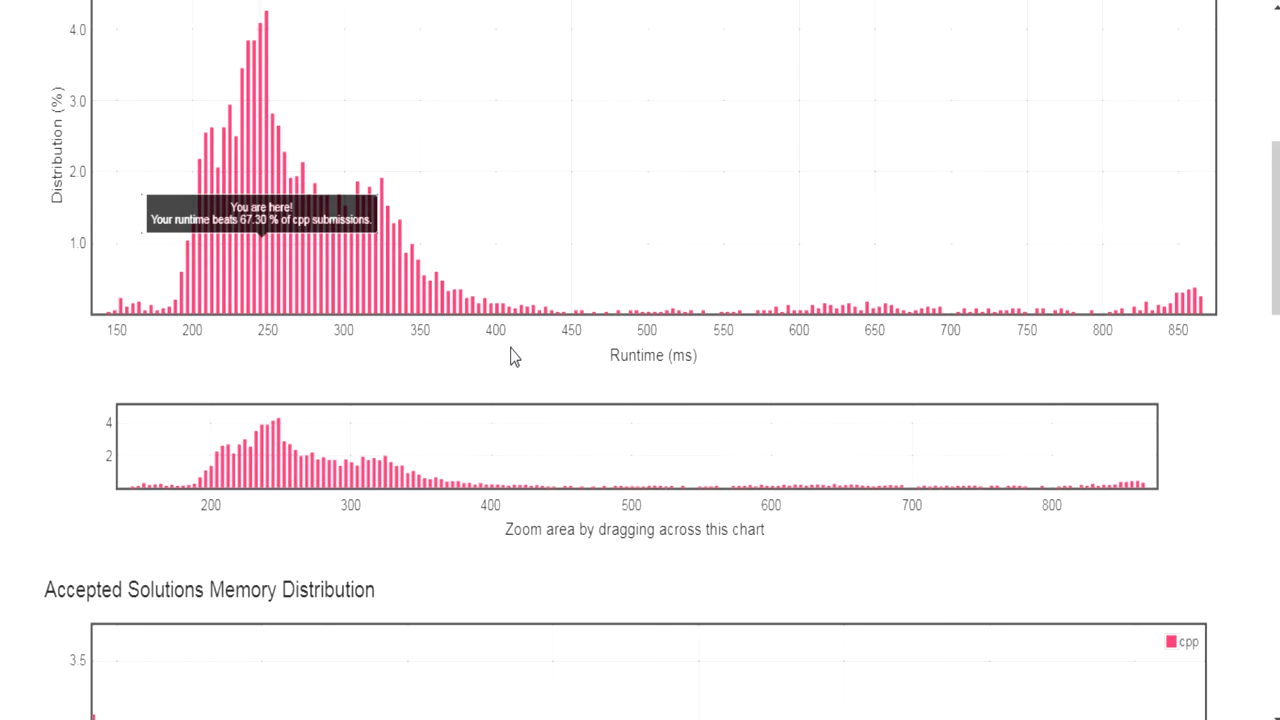 4.0
3.0
2.0
1.0
Distribution (%)
You are here!
Your runtime beats 67.30 % of cpp submissions.
150 200 250 300 350 400 450 500 550 600 650 700 750 800 850
Runtime (ms)
4
2
200 300 400 500 600 700 800
Zoom area by dragging across this chart
Accepted Solutions Memory Distribution
cpp
3.5